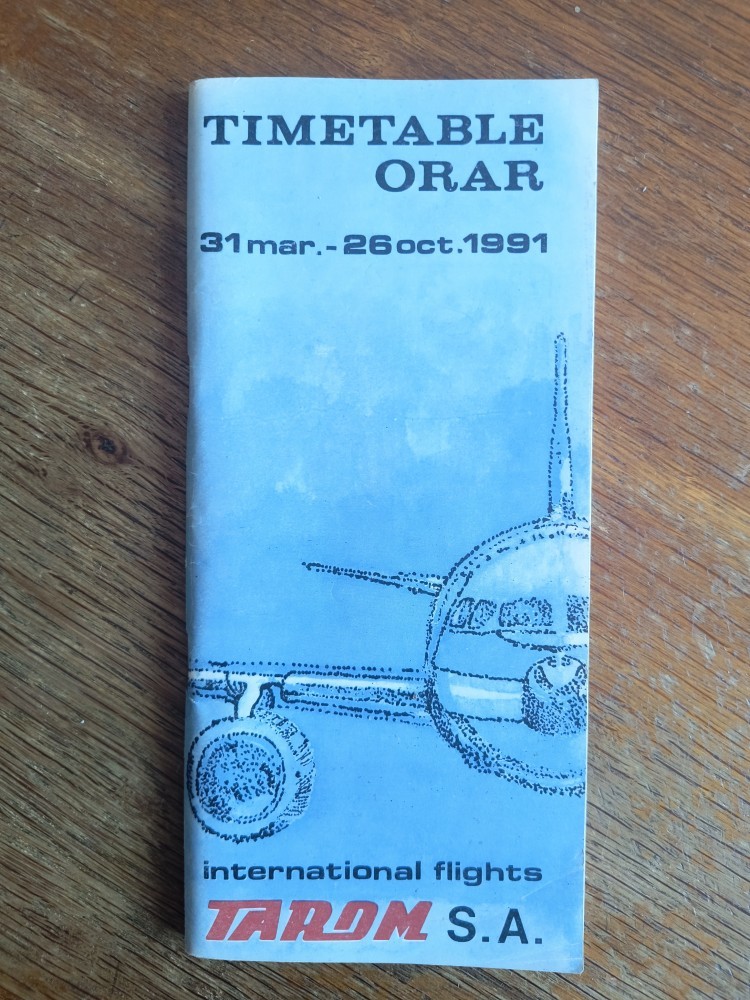 TIMETABLE
ORAR
31 mar. - 26 oct. 1991
international flights
TAROM S.A.